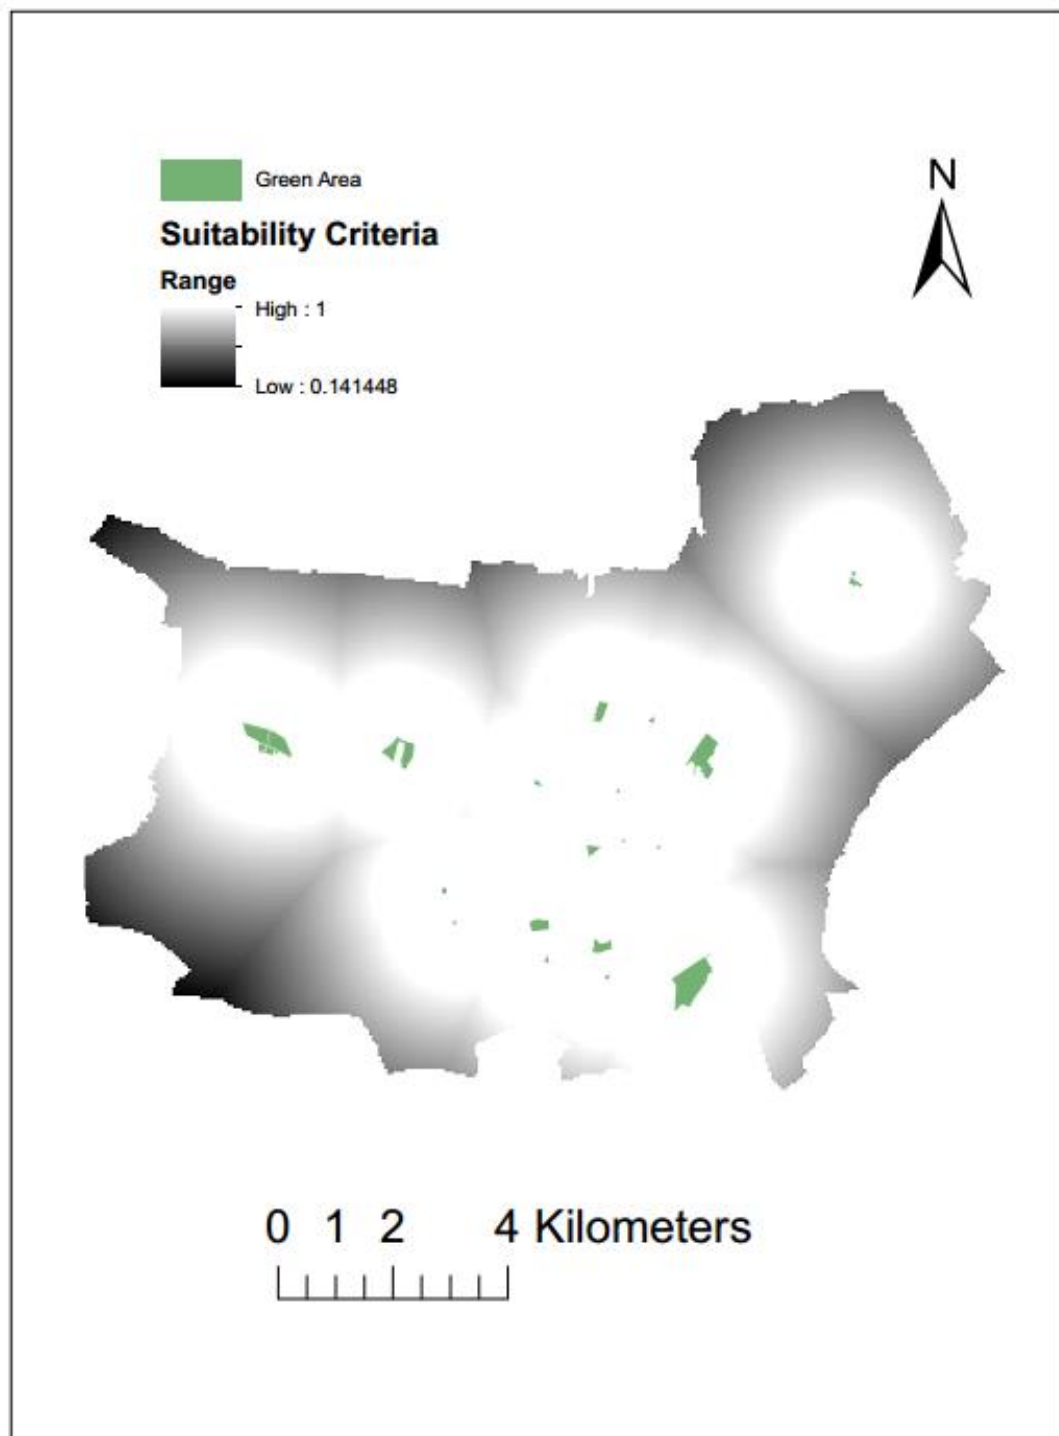 Green Area
N
Suitability Criteria
Range
High : 1
Low : 0.141448
0 1 2 4 Kilometers